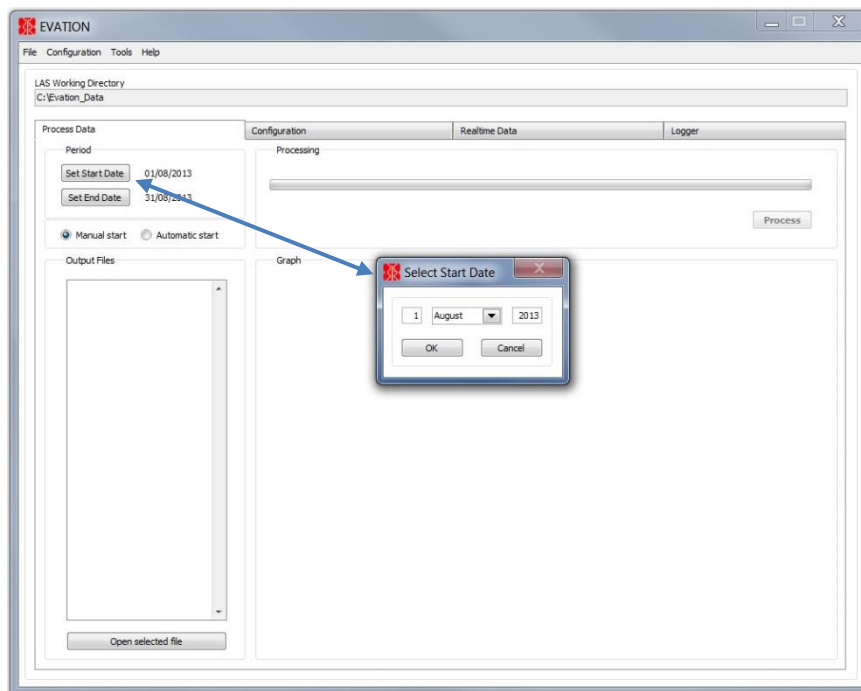 EVATION
File Configuration Tools Help
LAS Working Directory
C:\Evation_Data
Process Data Configuration Realtime Data Logger
Period
Set Start Date 01/08/2013
Set End Date 31/08/2013
Manual start Automatic start
Processing
Process
Output Files
Open selected file
Graph
Select Start Date
1 August 2013
OK Cancel